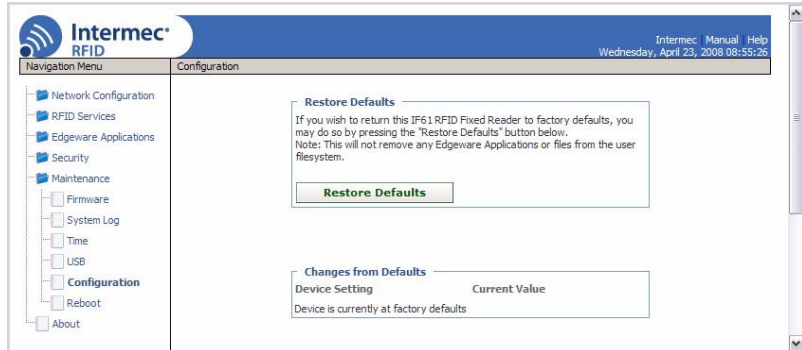 Intermec
RFID
Intermec | Manual | Help
Wednesday, April 23, 2008 08:55:26
Navigation Menu
Configuration
Network Configuration
RFID Services
Edgeware Applications
Security
Maintenance
Firmware
System Log
Time
USB
Configuration
Reboot
About
Restore Defaults
If you wish to return this IF61 RFID Fixed Reader to factory defaults, you
may do so by pressing the "Restore Defaults" button below.
Note: This will not remove any Edgeware Applications or files from the user
filesystem.
Restore Defaults
Changes from Defaults
Device Setting Current Value
Device is currently at factory defaults